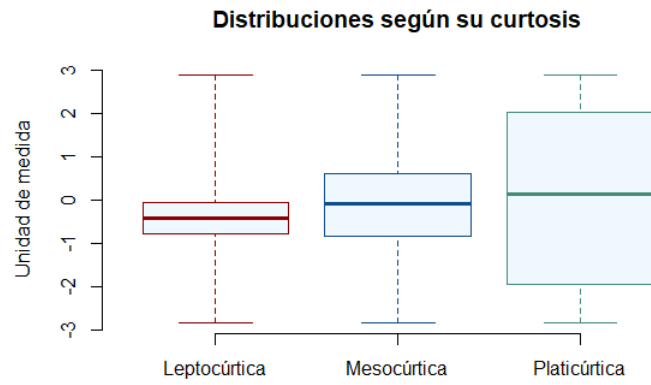 Distribuciones según su curtosis
Unidad de medida
3
2
1
0
-1
-2
-3
Leptocúrtica
Mesocúrtica
Platicúrtica